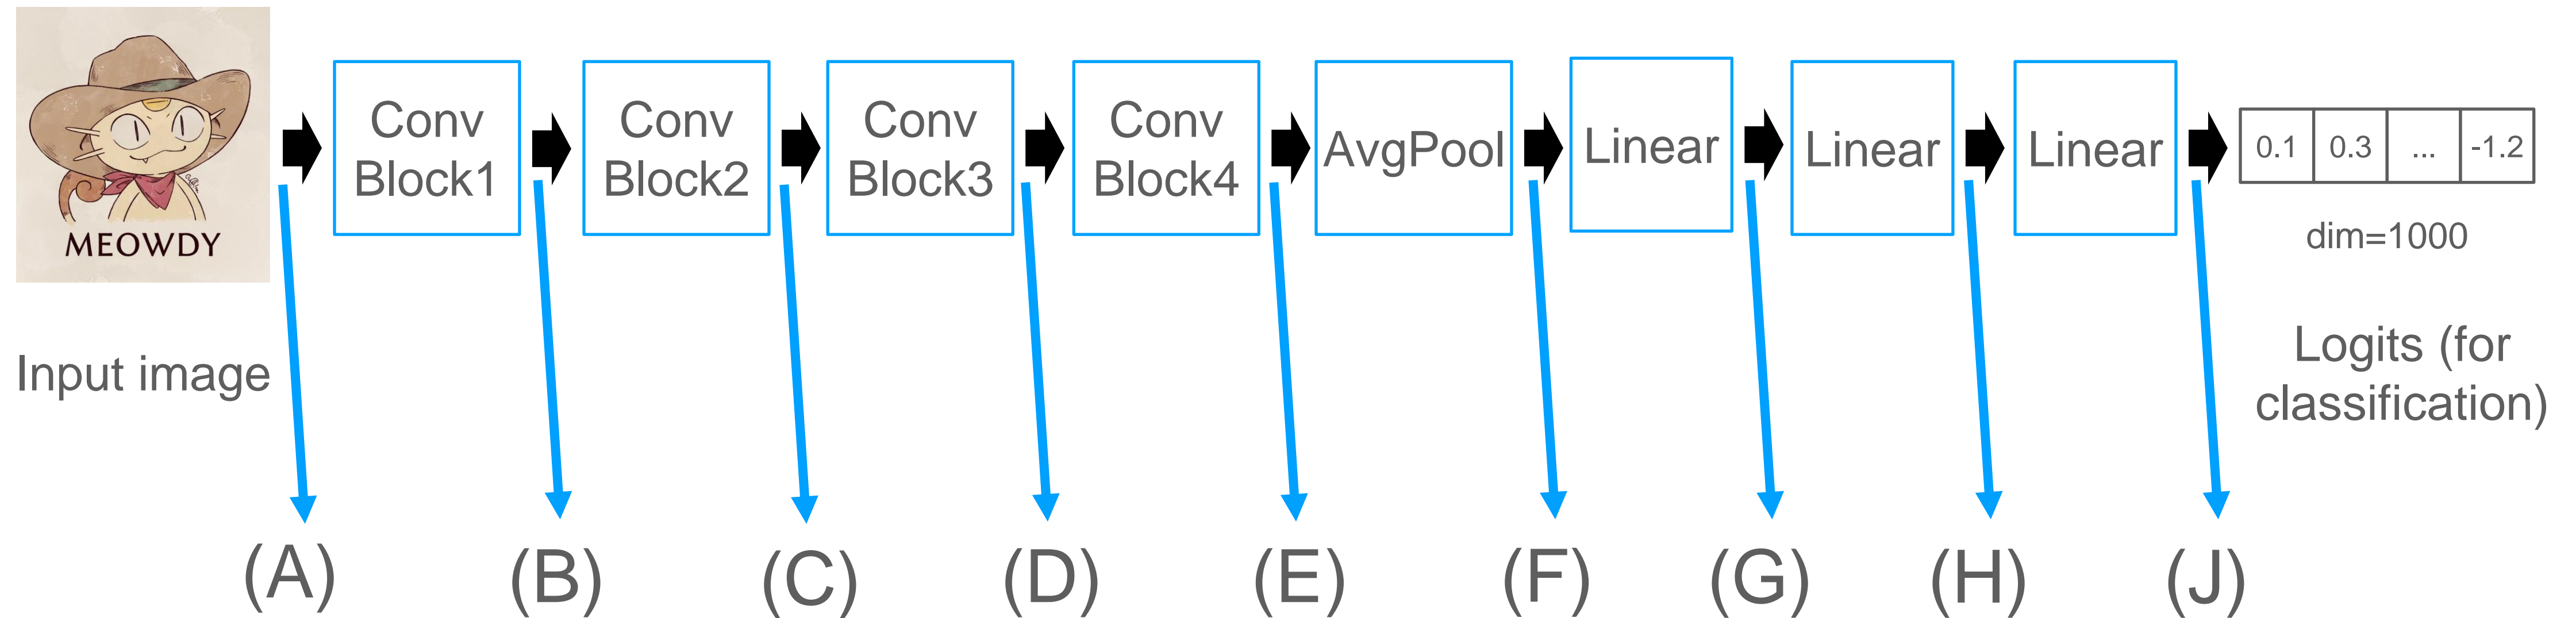 MEOWDY
Input image
Conv
Block1
Conv
Block2
Conv
Block3
Conv
Block4
AvgPool
Linear
Linear
Linear
0.1 0.3 ... -1.2
dim=1000
Logits (for
classification)
(A) (B) (C) (D) (E) (F) (G) (H) (J)